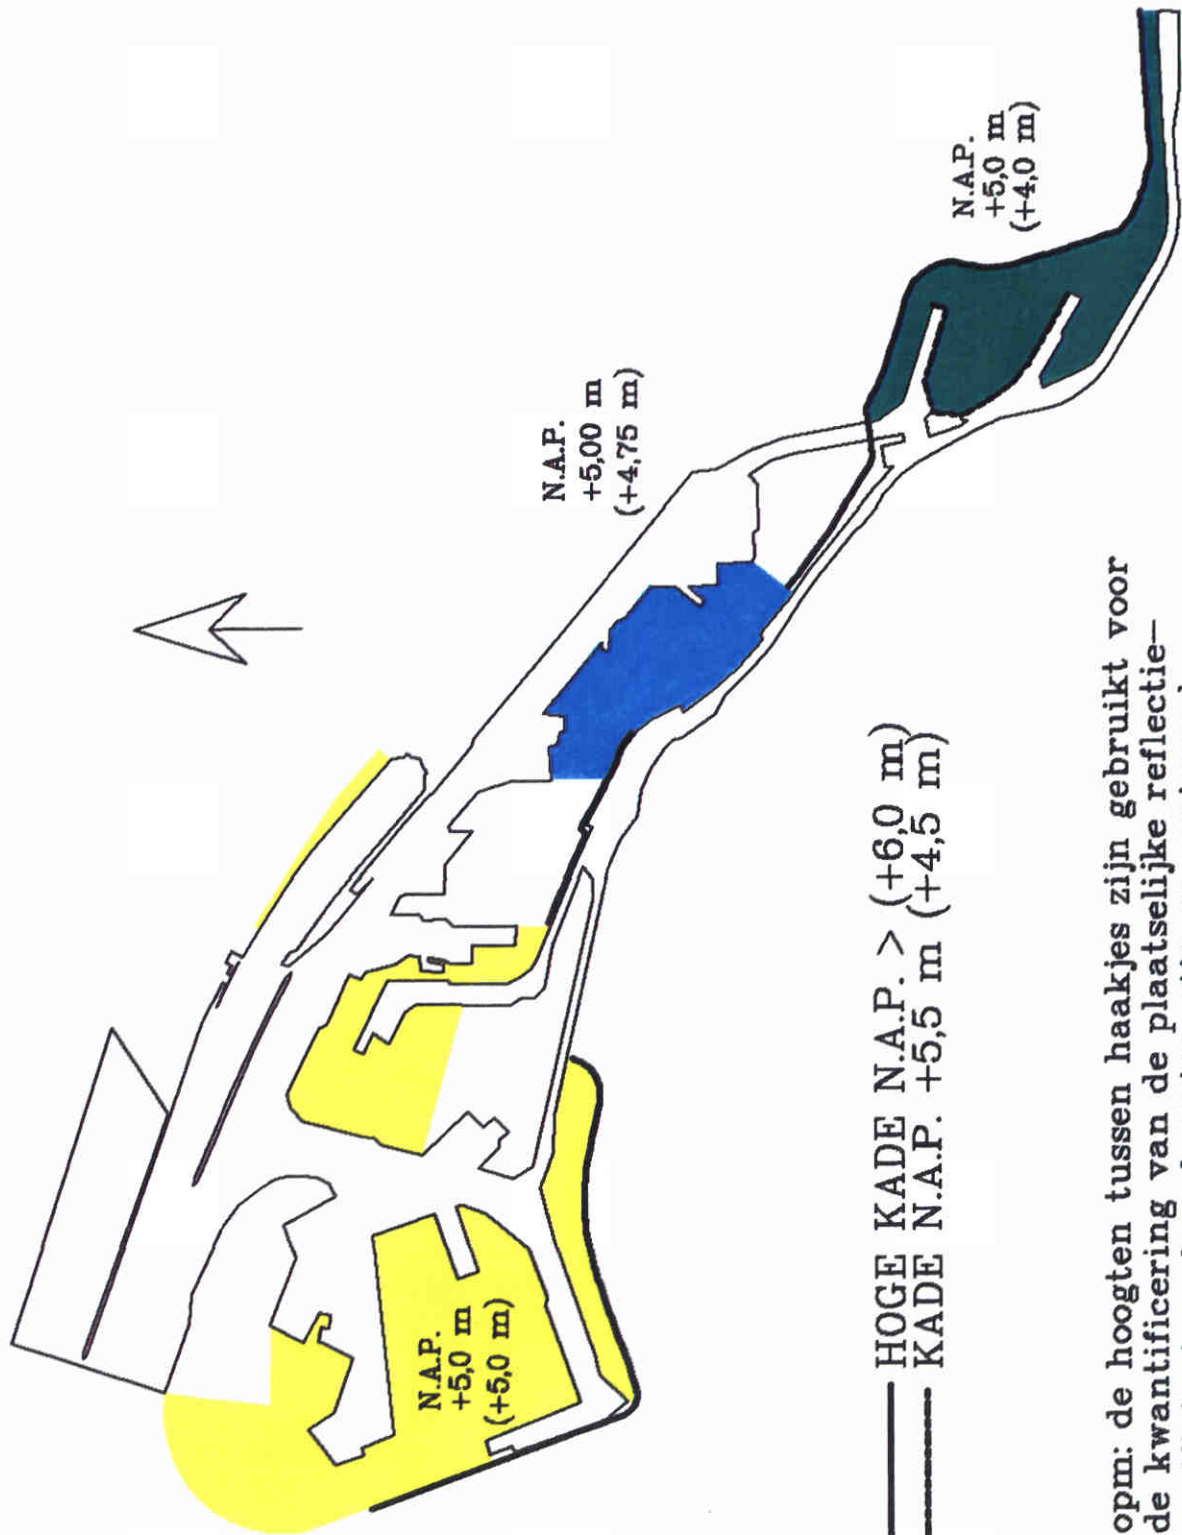 N.A.P.
+5,0 m
(+5,0 m)
N.A.P.
+5,00 m
(+4,75 m)
N.A.P.
+5,0 m
(+4,0 m)
HOGE KADE N.A.P. > (+6,0 m)
KADE N.A.P. +5,5 m (+4,5 m)
opm: de hoogten tussen haakjes zijn gebruikt voor
de kwantificering van de plaatselijke reflectie—